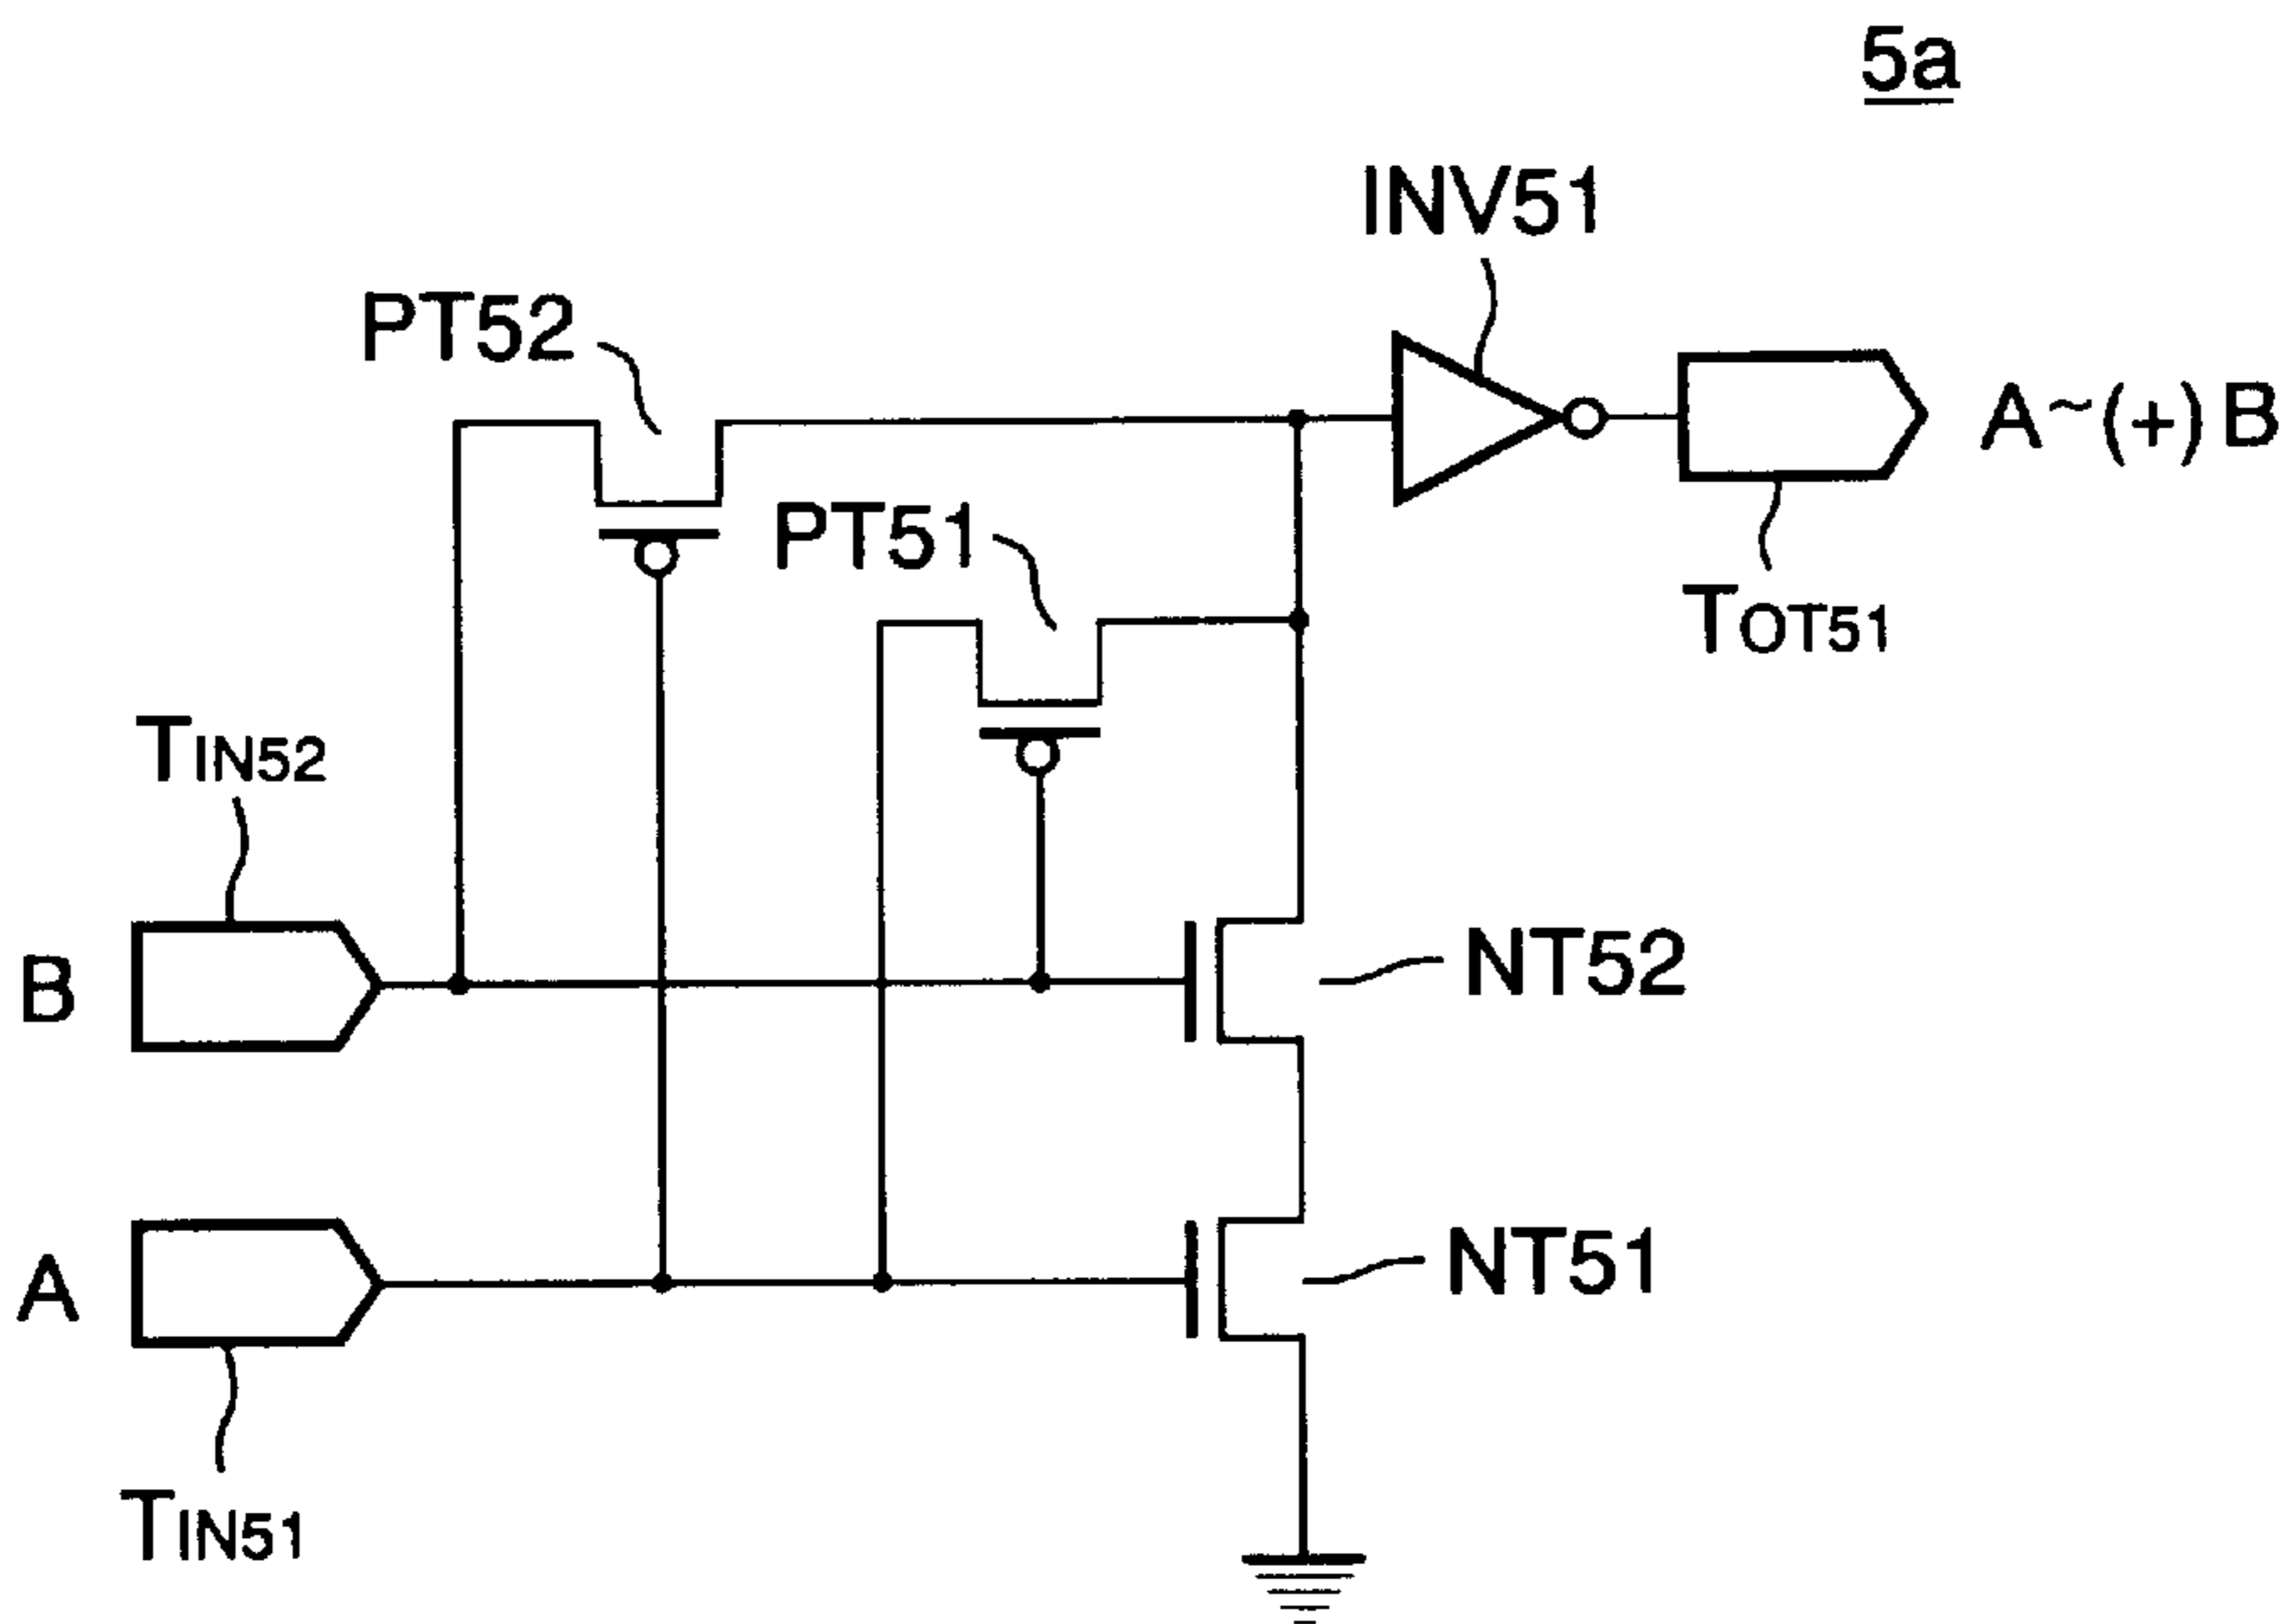 5a
INV51
PT52
A~(+)B
PT51
TOT51
TIN52
B
NT52
A
NT51
TIN51